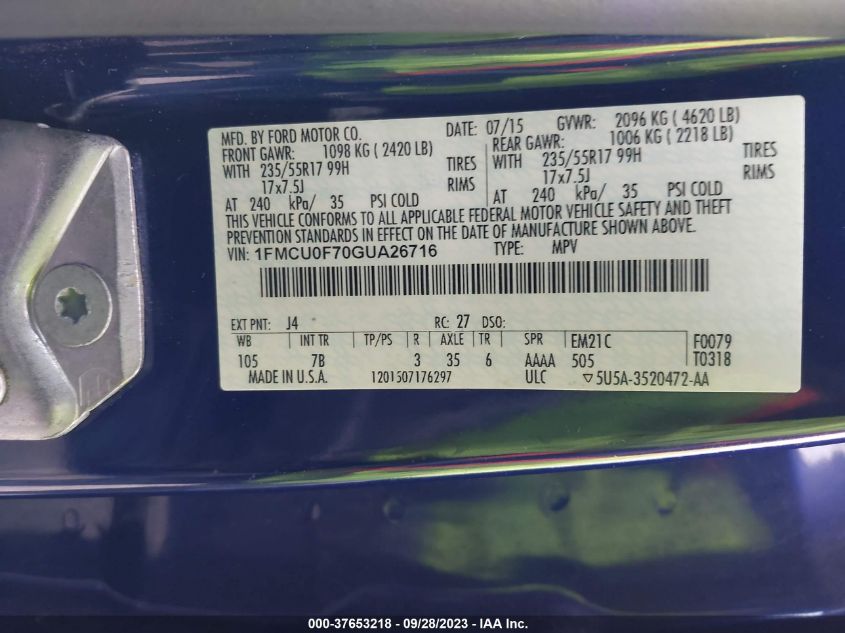 MFD. BY FORD MOTOR CO. DATE: 07/15 GVWR: 2096 KG ( 4620 LB)
FRONT GAWR: 1098 KG ( 2420 LB) REAR GAWR: 1006 KG ( 2218 LB)
WITH 235/55R17 99H TIRES WITH 235/55R17 99H TIRES
17x7.5J RIMS 17x7.5J RIMS
AT 240 kPa/ 35 PSI COLD AT 240 kPa/ 35 PSI COLD
THIS VEHICLE CONFORMS TO ALL APPLICABLE FEDERAL MOTOR VEHICLE SAFETY AND THEFT
PREVENTION STANDARDS IN EFFECT ON THE DATE OF MANUFACTURE SHOWN ABOVE.
VIN: 1FMCU0F70GUA26716 TYPE: MPV
EXT PNT: J4 RC: 27 DSO:
WB INT TR TP/PS R AXLE TR SPR EM21C F0079
105 7B 3 35 6 AAAA 505 T0318
MADE IN U.S.A. 1201507176297 ULC ▽5U5A-3520472-AA
000-37653218 - 09/28/2023 - IAA Inc.